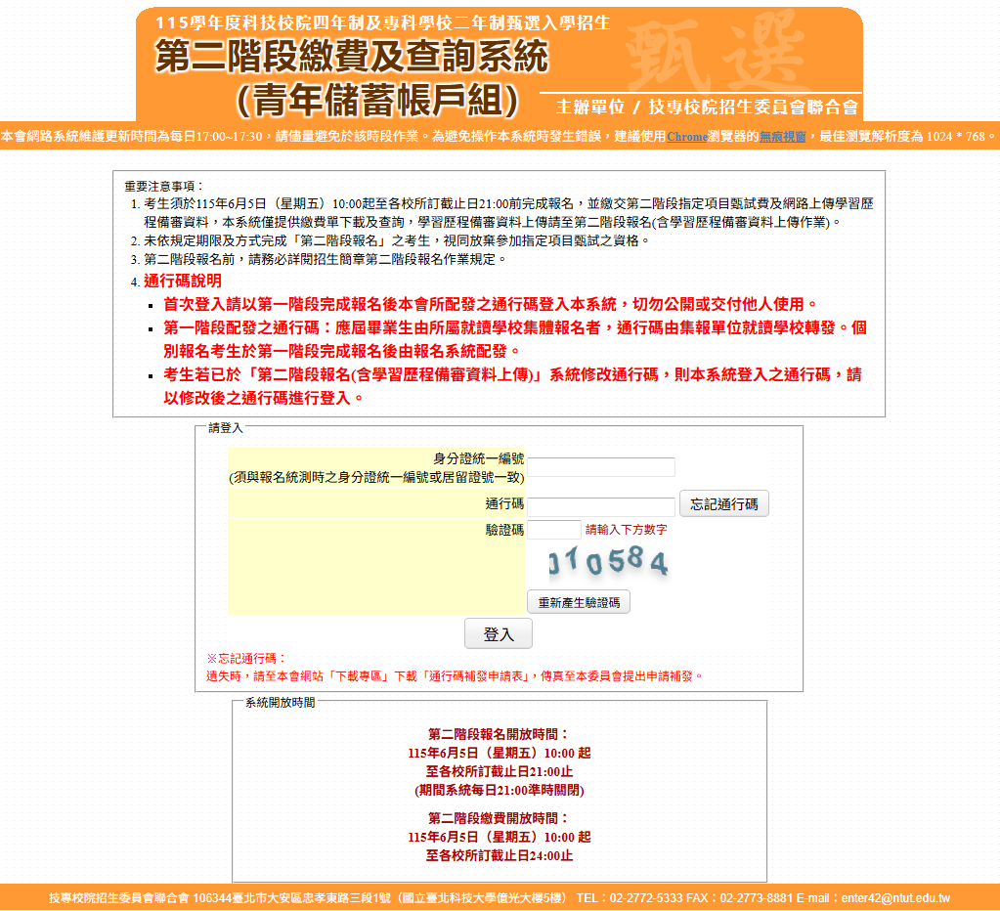 115學年度科技校院四年制及專科學校二年制甄選入學招生
第二階段繳費及查詢系統
(青年儲蓄帳戶組)
甄選
主辦單位 / 技專校院招生委員會聯合會
本會網路系統維護更新時間為每日17:00~17:30，請儘量避免於該時段作業。為避免操作本系統時發生錯誤，建議使用Chrome瀏覽器的無痕視窗，最佳瀏覽解析度為 1024 * 768。
重要注意事項：
1. 考生須於115年6月5日（星期五）10:00起至各校所訂截止日21:00前完成報名，並繳交第二階段指定項目甄試費及網路上傳學習歷
程備審資料，本系統僅提供繳費單下載及查詢，學習歷程備審資料上傳請至第二階段報名(含學習歷程備審資料上傳作業)。
2. 未依規定期限及方式完成「第二階段報名」之考生，視同放棄參加指定項目甄試之資格。
3. 第二階段報名前，請務必詳閱招生簡章第二階段報名作業規定。
4. 通行碼說明
▪ 首次登入請以第一階段完成報名後本會所配發之通行碼登入本系統，切勿公開或交付他人使用。
▪ 第一階段配發之通行碼：應屆畢業生由所屬就讀學校集體報名者，通行碼由集報單位就讀學校轉發。個
別報名考生於第一階段完成報名後由報名系統配發。
▪ 考生若已於「第二階段報名(含學習歷程備審資料上傳)」系統修改通行碼，則本系統登入之通行碼，請
以修改後之通行碼進行登入。
請登入
身分證統一編號
(須與報名統測時之身分證統一編號或居留證號一致)
通行碼 忘記通行碼
驗證碼 請輸入下方數字
010584
重新產生驗證碼
登入
※忘記通行碼：
遺失時，請至本會網站「下載專區」下載「通行碼補發申請表」，傳真至本委員會提出申請補發。
系統開放時間
第二階段報名開放時間：
115年6月5日（星期五）10:00 起
至各校所訂截止日21:00止
(期間系統每日21:00準時關閉)
第二階段繳費開放時間：
115年6月5日（星期五）10:00 起
至各校所訂截止日24:00止
技專校院招生委員會聯合會 106344臺北市大安區忠孝東路三段1號（國立臺北科技大學億光大樓5樓） TEL：02-2772-5333 FAX：02-2773-8881 E-mail：enter42@ntut.edu.tw